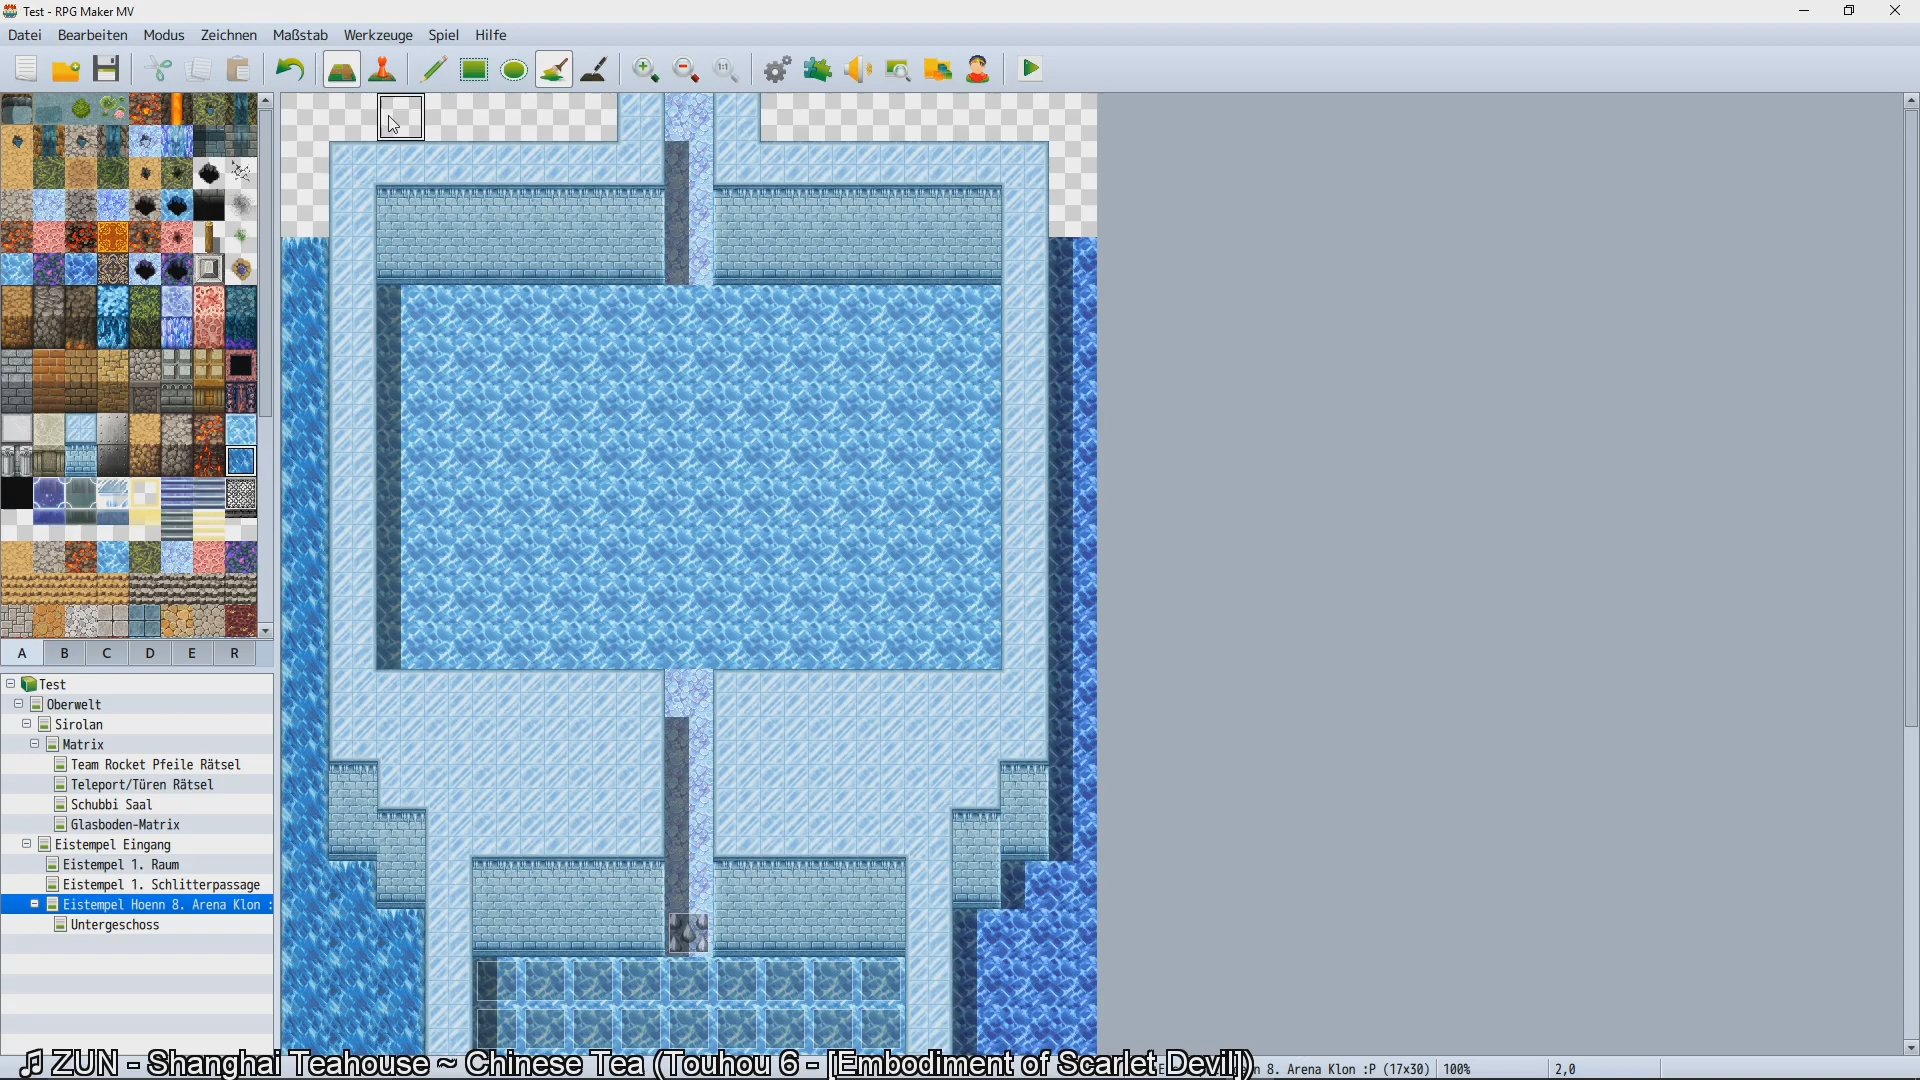 Test - RPG Maker MV
Datei Bearbeiten Modus Zeichnen Maßstab Werkzeuge Spiel Hilfe
1:1
A B C D E R
Test
Oberwelt
Sirolan
Matrix
Team Rocket Pfeile Rätsel
Teleport/Türen Rätsel
Schubbi Saal
Glasboden-Matrix
Eistempel Eingang
Eistempel 1. Raum
Eistempel 1. Schlitterpassage
Eistempel Hoenn 8. Arena Klon :
Untergeschoss
♫ ZUN - Shanghai Teahouse ~ Chinese Tea (Touhou 6 - [Embodiment of Scarlet Devil])
8. Arena Klon :P (17x30) 100% 2,0